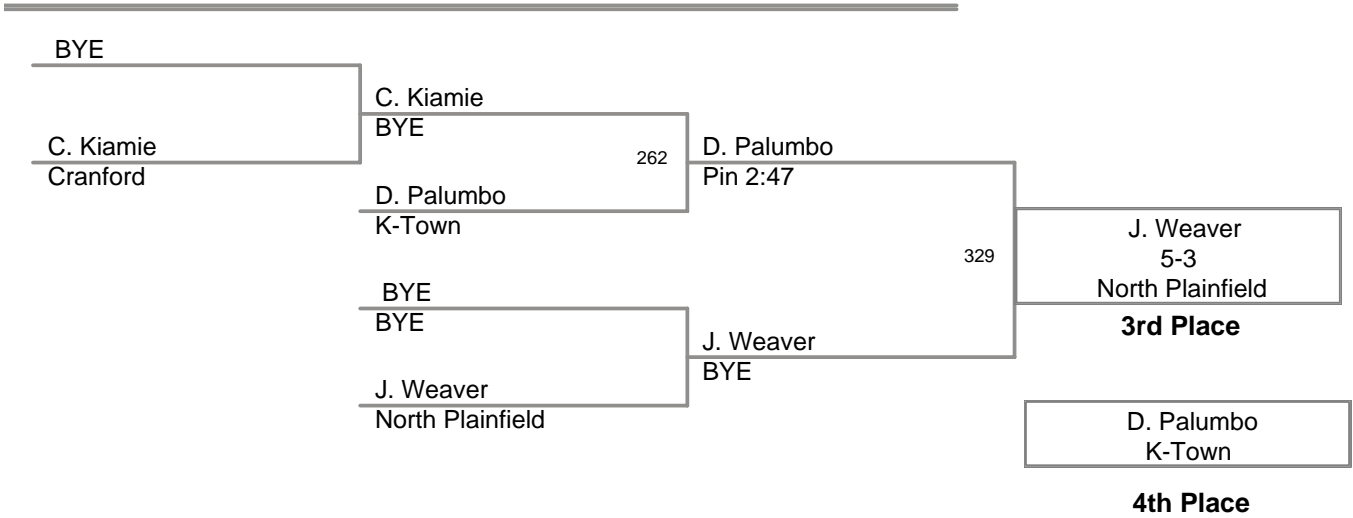 BYE
C. Kiamie
Cranford
C. Kiamie
BYE
262
D. Palumbo
K-Town
D. Palumbo
Pin 2:47
BYE
BYE
J. Weaver
North Plainfield
J. Weaver
BYE
329
J. Weaver
5-3
North Plainfield
3rd Place
D. Palumbo
K-Town
4th Place